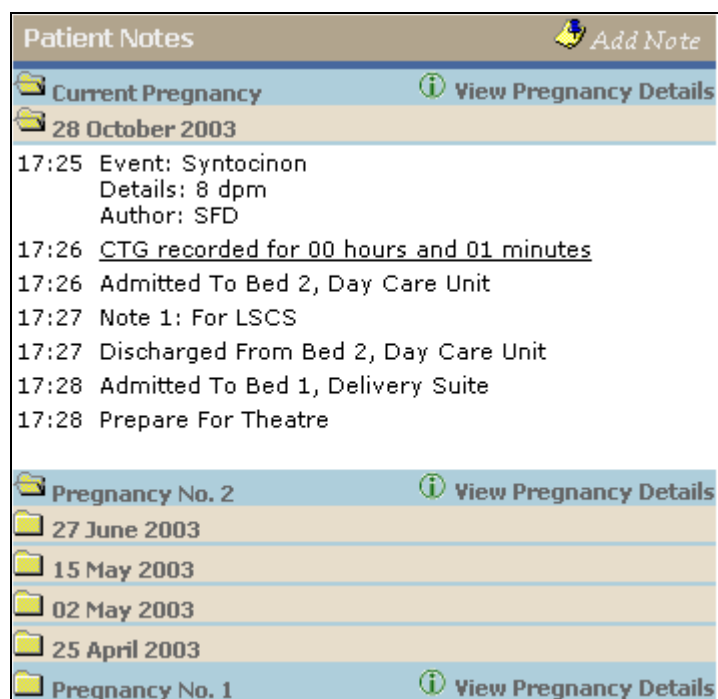 Patient Notes Add Note
Current Pregnancy View Pregnancy Details
28 October 2003
17:25 Event: Syntocinon
Details: 8 dpm
Author: SFD
17:26 CTG recorded for 00 hours and 01 minutes
17:26 Admitted To Bed 2, Day Care Unit
17:27 Note 1: For LSCS
17:27 Discharged From Bed 2, Day Care Unit
17:28 Admitted To Bed 1, Delivery Suite
17:28 Prepare For Theatre
Pregnancy No. 2 View Pregnancy Details
27 June 2003
15 May 2003
02 May 2003
25 April 2003
Pregnancy No. 1 View Pregnancy Details